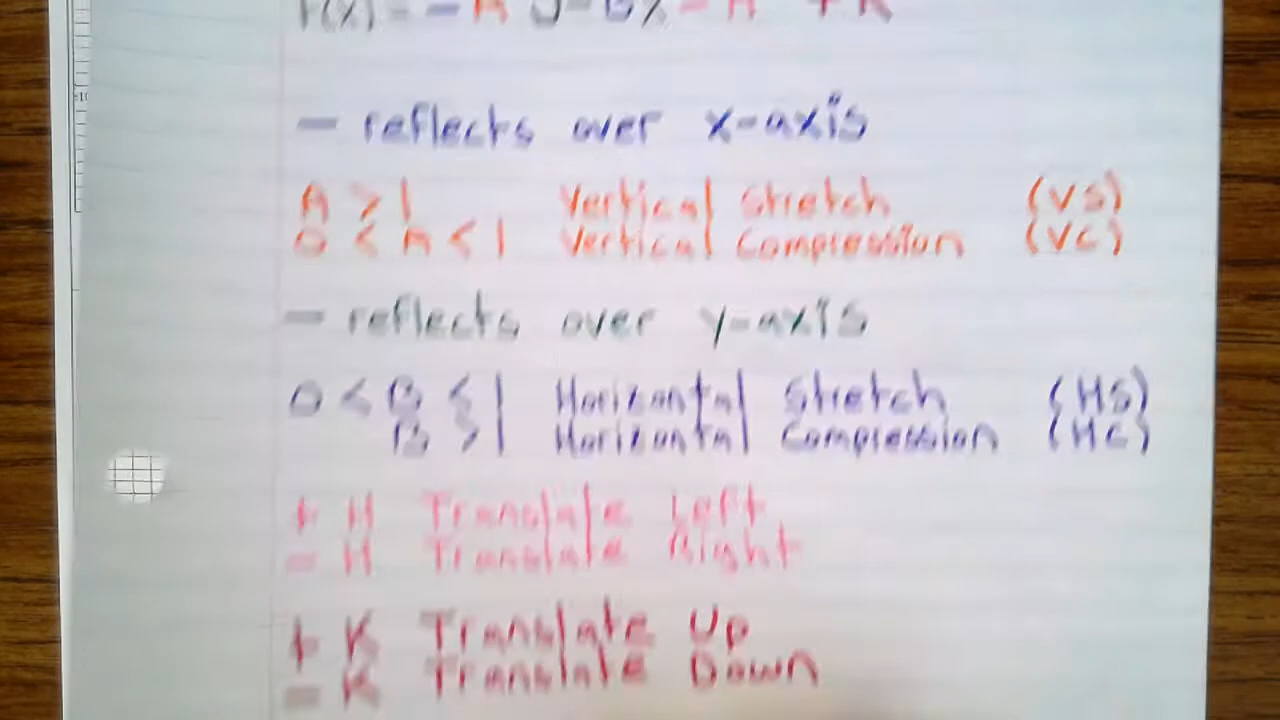 — reflects over x-axis
A > 1 Vertical Stretch (VS)
0 < A < 1 Vertical Compression (VC)
— reflects over y-axis
0 < B < 1 Horizontal Stretch (HS)
B > 1 Horizontal Compression (HC)
+ H Translate Left
- H Translate Right
+ K Translate Up
- K Translate Down